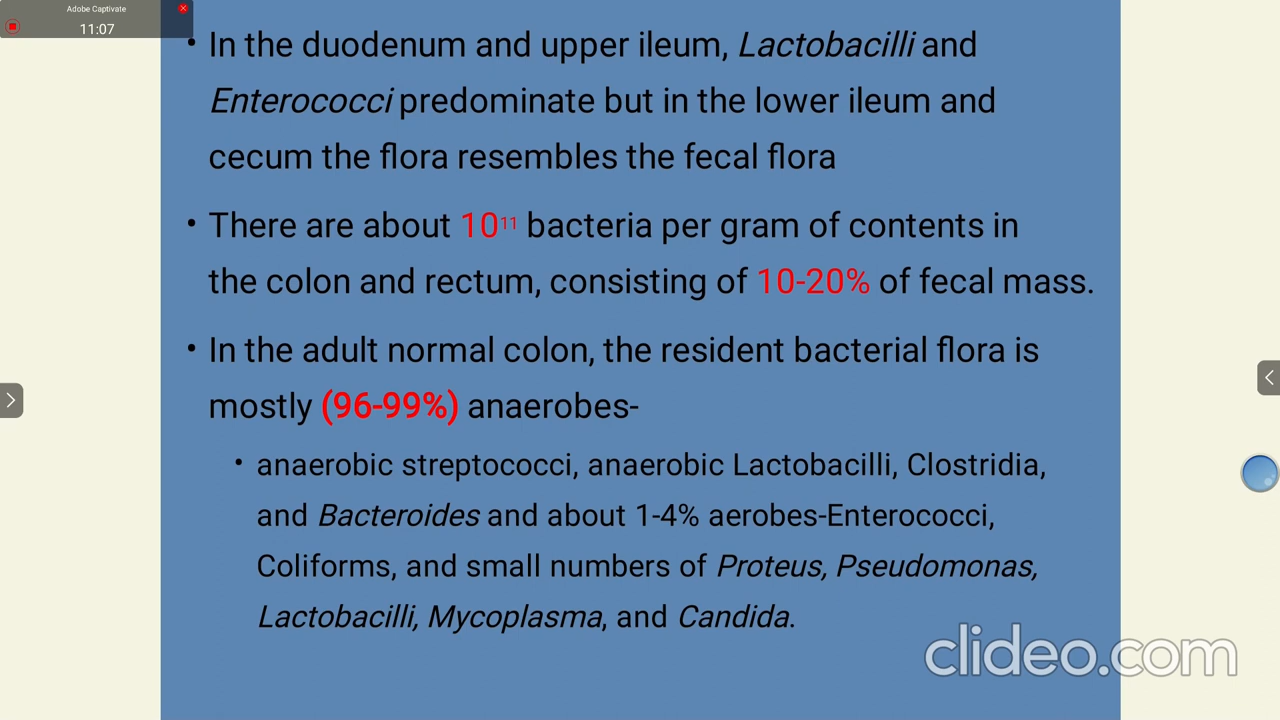 Adobe Captivate
11:07
• In the duodenum and upper ileum, Lactobacilli and
Enterococci predominate but in the lower ileum and
cecum the flora resembles the fecal flora
• There are about 10¹¹ bacteria per gram of contents in
the colon and rectum, consisting of 10-20% of fecal mass.
• In the adult normal colon, the resident bacterial flora is
mostly (96-99%) anaerobes-
• anaerobic streptococci, anaerobic Lactobacilli, Clostridia,
and Bacteroides and about 1-4% aerobes-Enterococci,
Coliforms, and small numbers of Proteus, Pseudomonas,
Lactobacilli, Mycoplasma, and Candida.
clideo.com